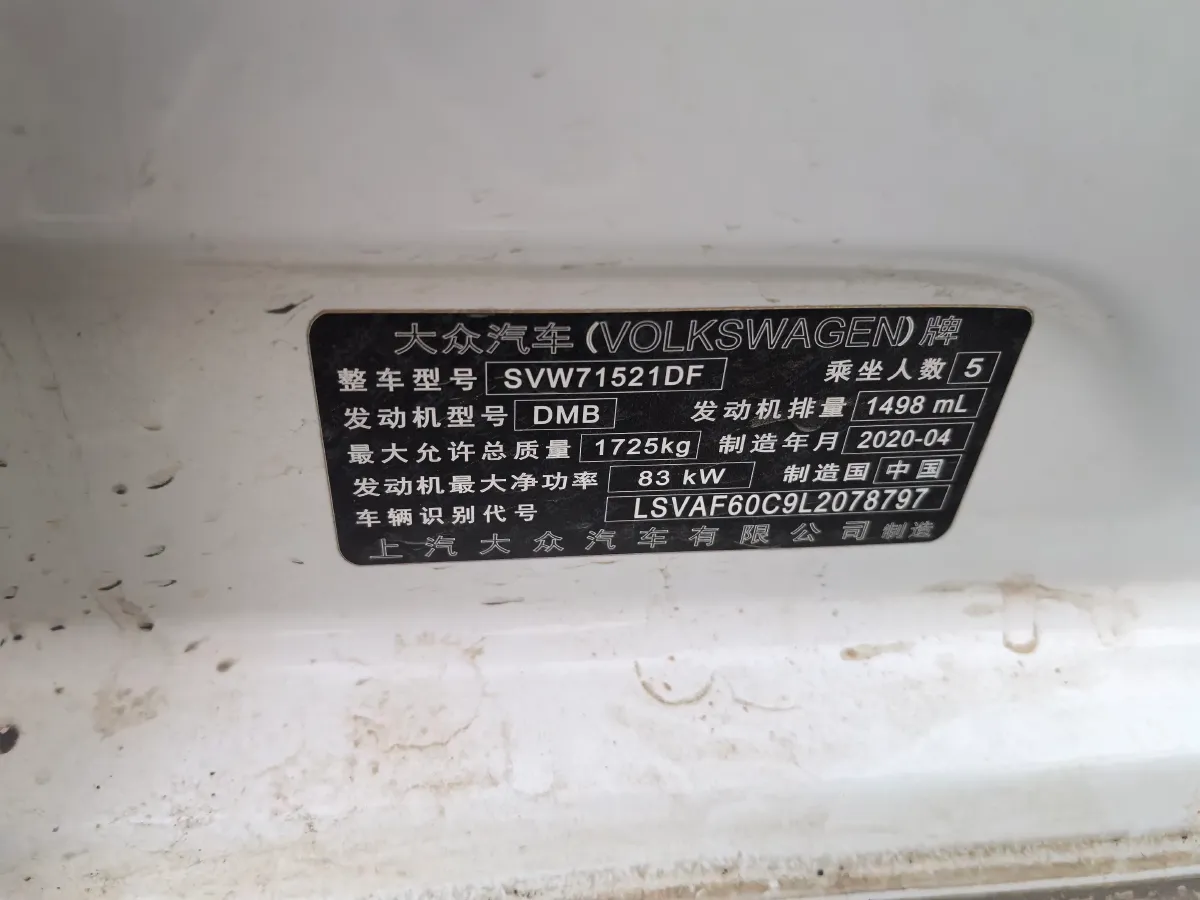 大众汽车(VOLKSWAGEN)牌
整车型号 SVW71521DF 乘坐人数 5
发动机型号 DMB 发动机排量 1498 mL
最大允许总质量 1725kg 制造年月 2020-04
发动机最大净功率 83 kW 制造国 中国
车辆识别代号 LSVAF60C9L2078797
上汽大众汽车有限公司 制造